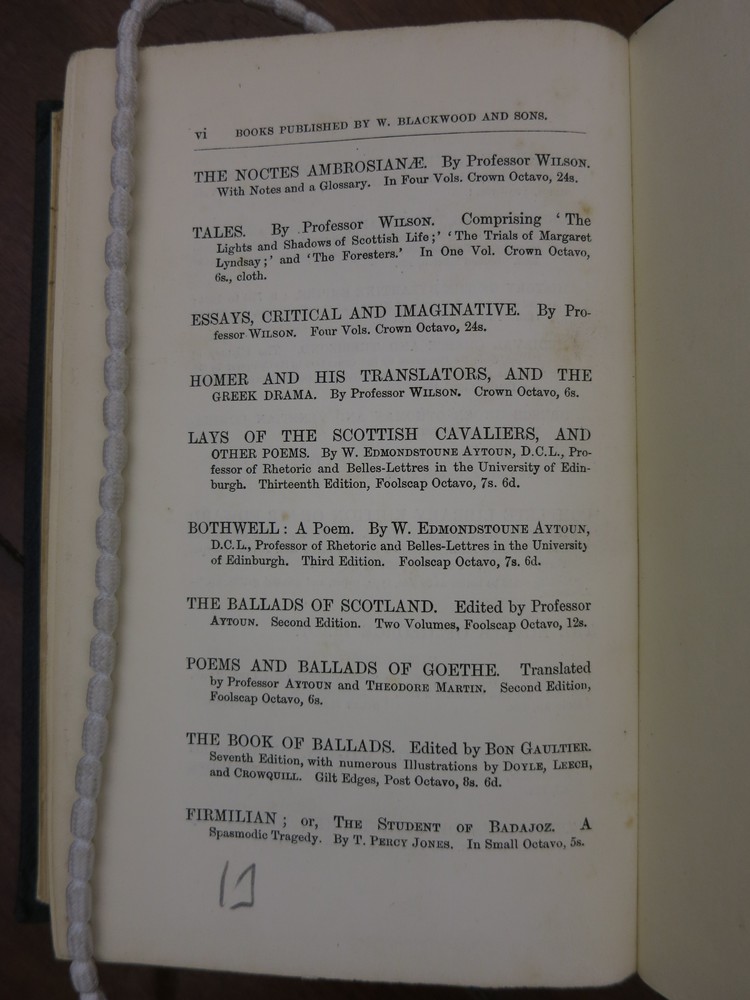 vi BOOKS PUBLISHED BY W. BLACKWOOD AND SONS.
THE NOCTES AMBROSIANÆ. By Professor WILSON.
With Notes and a Glossary. In Four Vols. Crown Octavo, 24s.
TALES. By Professor WILSON. Comprising ‘The
Lights and Shadows of Scottish Life;’ ‘The Trials of Margaret
Lyndsay;’ and ‘The Foresters.’ In One Vol. Crown Octavo,
6s., cloth.
ESSAYS, CRITICAL AND IMAGINATIVE. By Pro-
fessor WILSON. Four Vols. Crown Octavo, 24s.
HOMER AND HIS TRANSLATORS, AND THE
GREEK DRAMA. By Professor WILSON. Crown Octavo, 6s.
LAYS OF THE SCOTTISH CAVALIERS, AND
OTHER POEMS. By W. EDMONDSTOUNE AYTOUN, D.C.L., Pro-
fessor of Rhetoric and Belles-Lettres in the University of Edin-
burgh. Thirteenth Edition, Foolscap Octavo, 7s. 6d.
BOTHWELL: A Poem. By W. EDMONDSTOUNE AYTOUN,
D.C.L., Professor of Rhetoric and Belles-Lettres in the University
of Edinburgh. Third Edition. Foolscap Octavo, 7s. 6d.
THE BALLADS OF SCOTLAND. Edited by Professor
AYTOUN. Second Edition. Two Volumes, Foolscap Octavo, 12s.
POEMS AND BALLADS OF GOETHE. Translated
by Professor AYTOUN and THEODORE MARTIN. Second Edition,
Foolscap Octavo, 6s.
THE BOOK OF BALLADS. Edited by BON GAULTIER.
Seventh Edition, with numerous Illustrations by DOYLE, LEECH,
and CROWQUILL. Gilt Edges, Post Octavo, 8s. 6d.
FIRMILIAN; or, THE STUDENT OF BADAJOZ. A
Spasmodic Tragedy. By T. PERCY JONES. In Small Octavo, 5s.